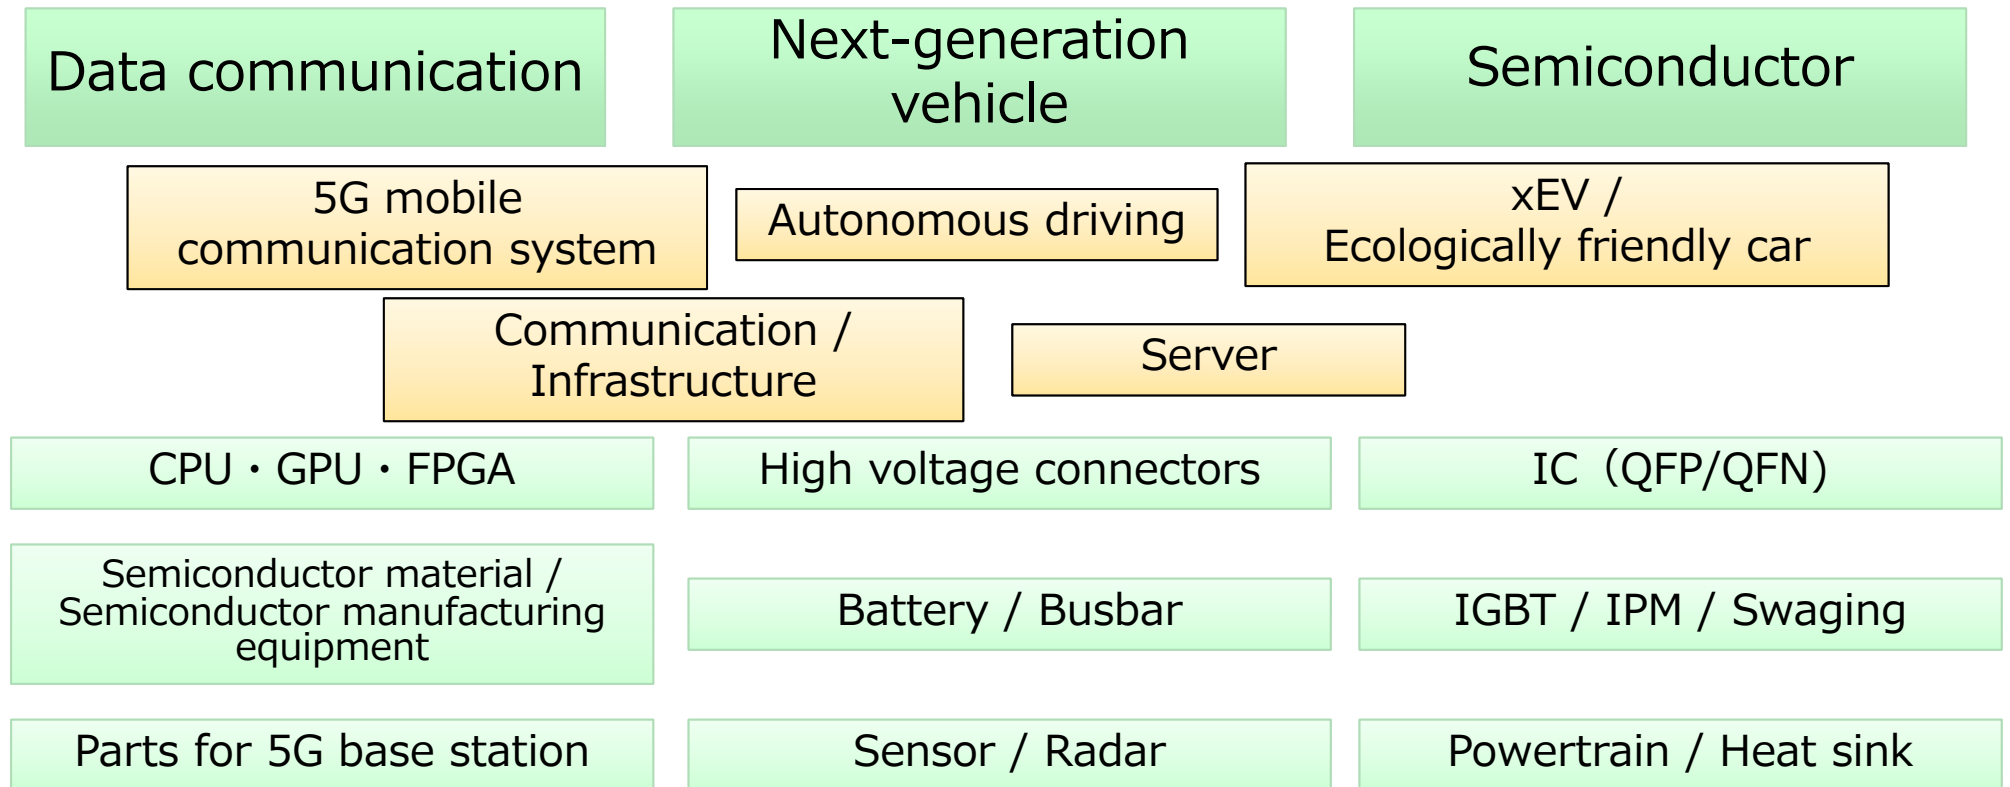 Data communication
Next-generation
vehicle
Semiconductor
5G mobile
communication system
Autonomous driving
xEV /
Ecologically friendly car
Communication /
Infrastructure
Server
CPU・GPU・FPGA
High voltage connectors
IC（QFP/QFN)
Semiconductor material /
Semiconductor manufacturing
equipment
Battery / Busbar
IGBT / IPM / Swaging
Parts for 5G base station
Sensor / Radar
Powertrain / Heat sink